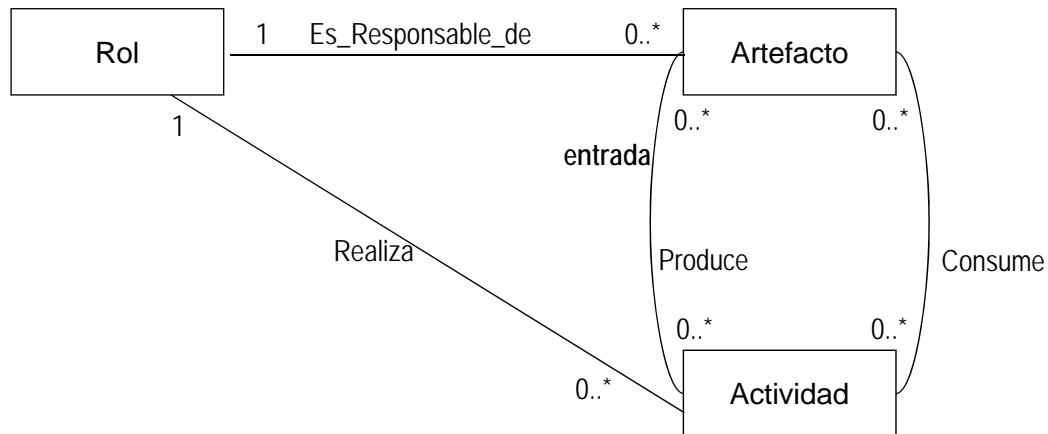 Rol
1 Es_Responsable_de 0..*
Artefacto
1
0..* 0..*
entrada
Realiza
Produce
Consume
0..* 0..*
0..*
Actividad